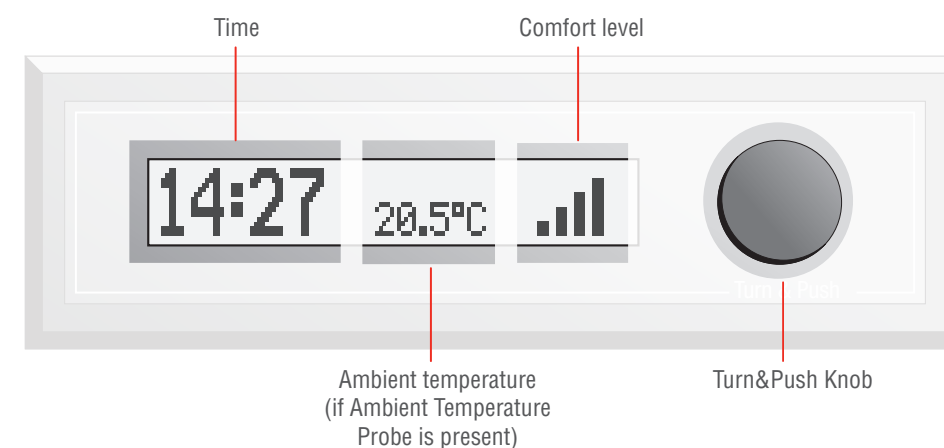 Time
Comfort level
14:27
20.5°C
Turn & Push
Ambient temperature
(if Ambient Temperature
Probe is present)
Turn&Push Knob